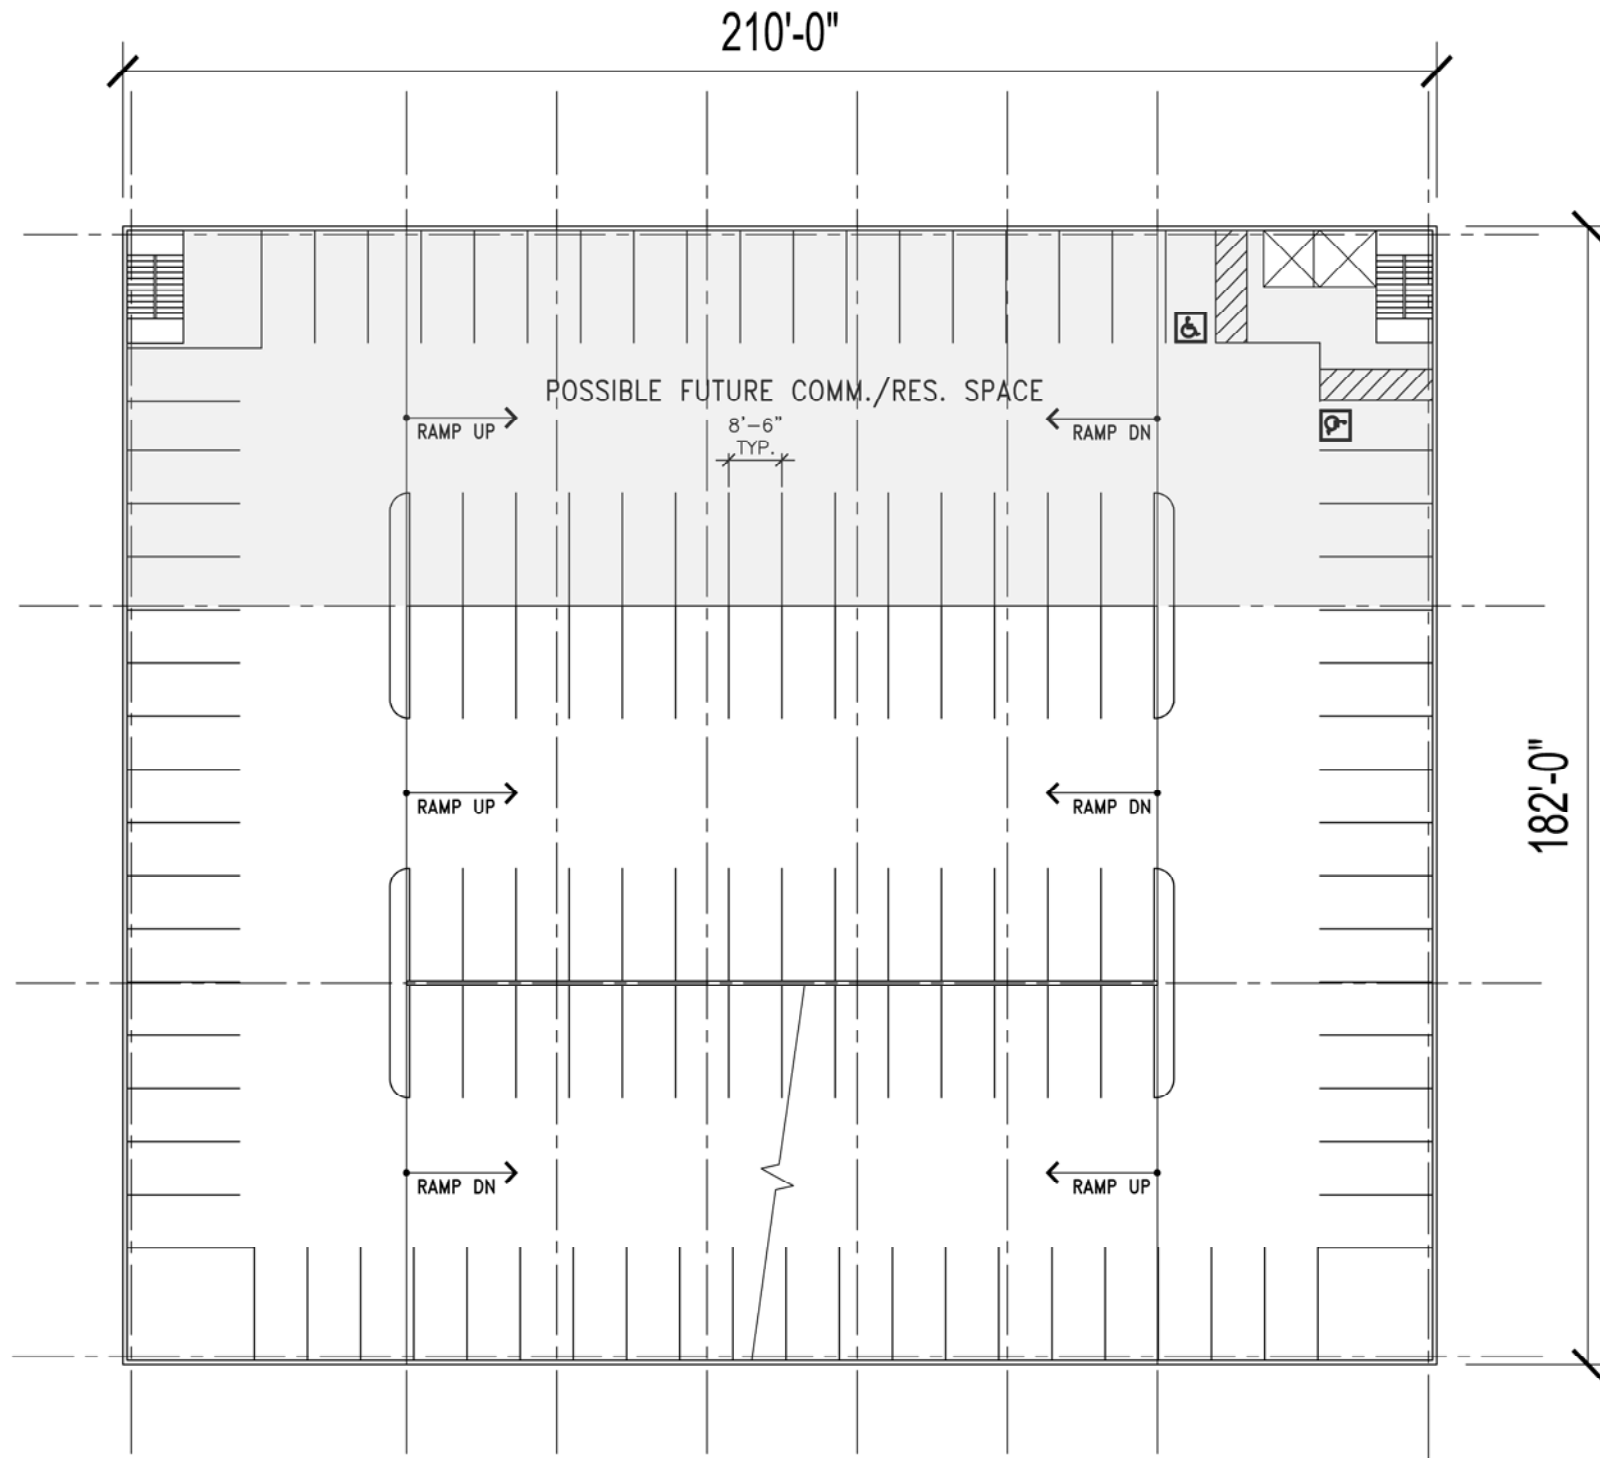 210'-0"
POSSIBLE FUTURE COMM./RES. SPACE
RAMP UP
8'-6"
TYP.
RAMP DN
182'-0"
RAMP UP
RAMP DN
RAMP DN
RAMP UP